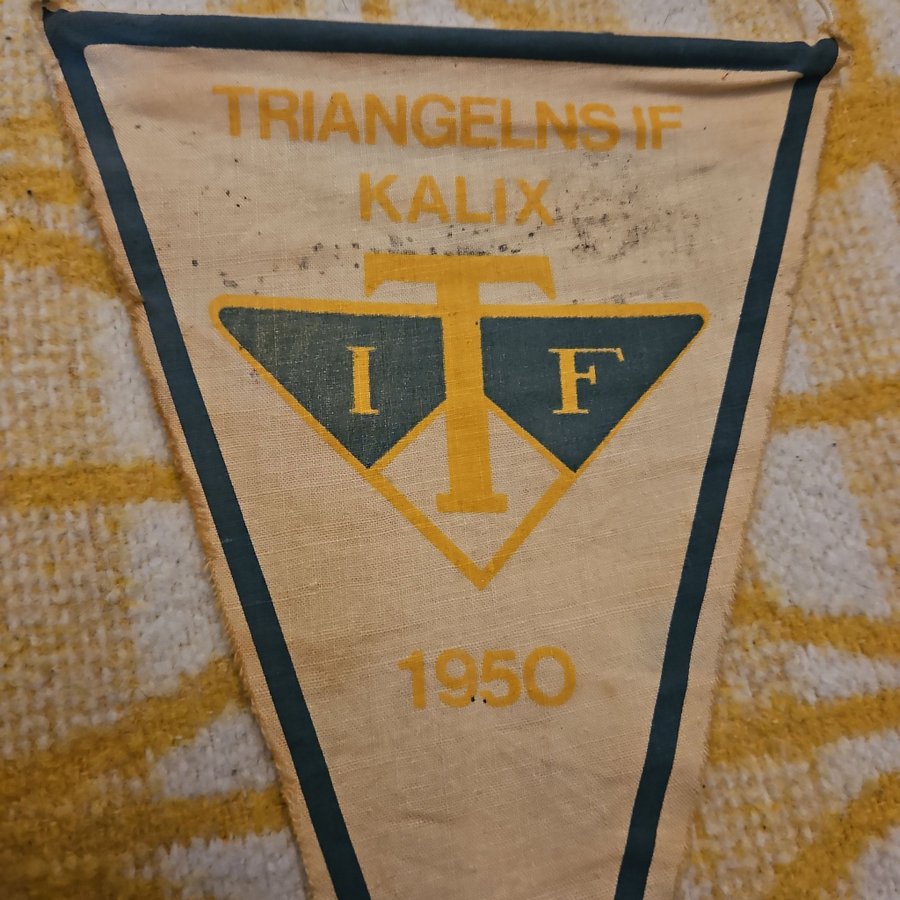 TRIANGELNS IF
KALIX
T
I F
1950